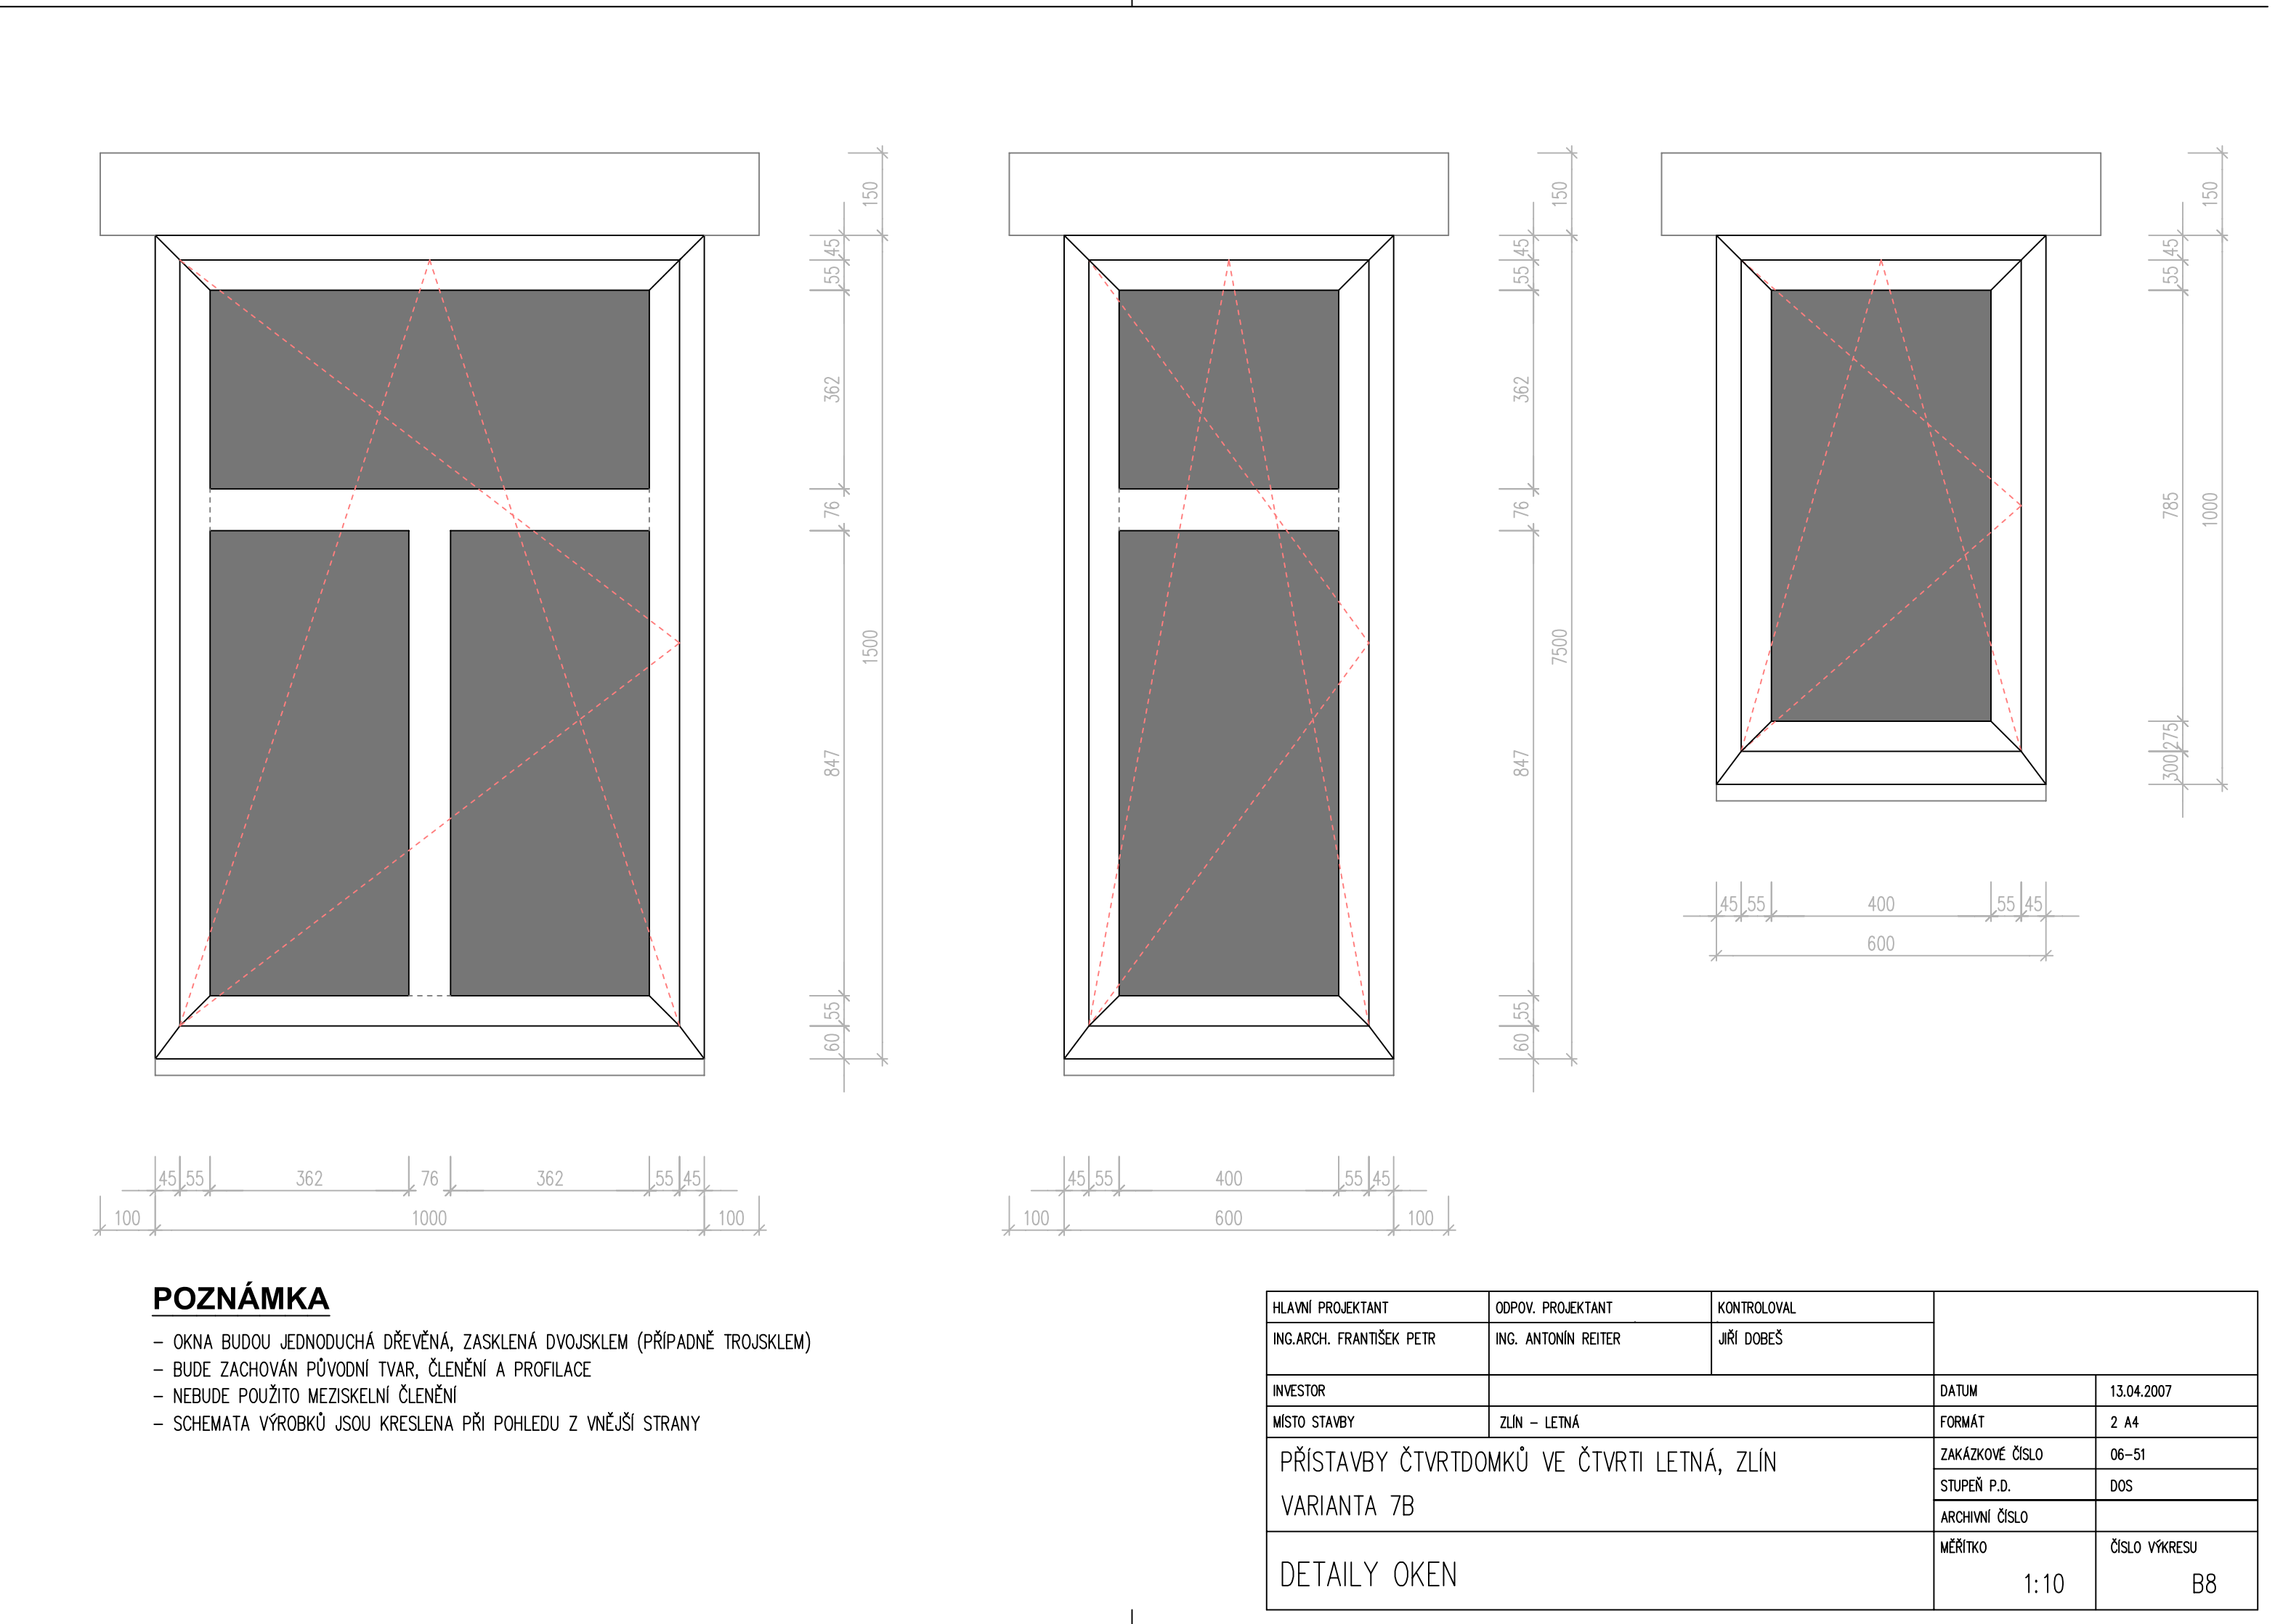 150
45
55
362
76
1500
847
55
60
45 55 362 76 362 55 45
100 1000 100
150
45
55
362
76
7500
847
55
60
45 55 400 55 45
100 600 100
150
45
55
785
1000
275
300
45 55 400 55 45
600
POZNÁMKA
– OKNA BUDOU JEDNODUCHÁ DŘEVĚNÁ, ZASKLENÁ DVOJSKLEM (PŘÍPADNĚ TROJSKLEM)
– BUDE ZACHOVÁN PŮVODNÍ TVAR, ČLENĚNÍ A PROFILACE
– NEBUDE POUŽITO MEZISKELNÍ ČLENĚNÍ
– SCHEMATA VÝROBKŮ JSOU KRESLENA PŘI POHLEDU Z VNĚJŠÍ STRANY
HLAVNÍ PROJEKTANT ODPOV. PROJEKTANT KONTROLOVAL
ING.ARCH. FRANTIŠEK PETR ING. ANTONÍN REITER JIŘÍ DOBEŠ
INVESTOR DATUM 13.04.2007
MÍSTO STAVBY ZLÍN – LETNÁ FORMÁT 2 A4
PŘÍSTAVBY ČTVRTDOMKŮ VE ČTVRTI LETNÁ, ZLÍN
VARIANTA 7B
ZAKÁZKOVÉ ČÍSLO 06–51
STUPEŇ P.D. DOS
ARCHIVNÍ ČÍSLO
DETAILY OKEN
MĚŘÍTKO ČÍSLO VÝKRESU
1:10 B8